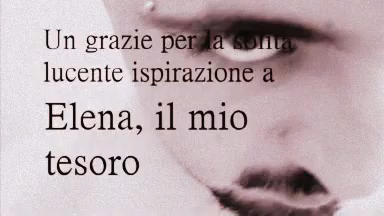 Un grazie per la solita
lucente ispirazione a
Elena, il mio
tesoro